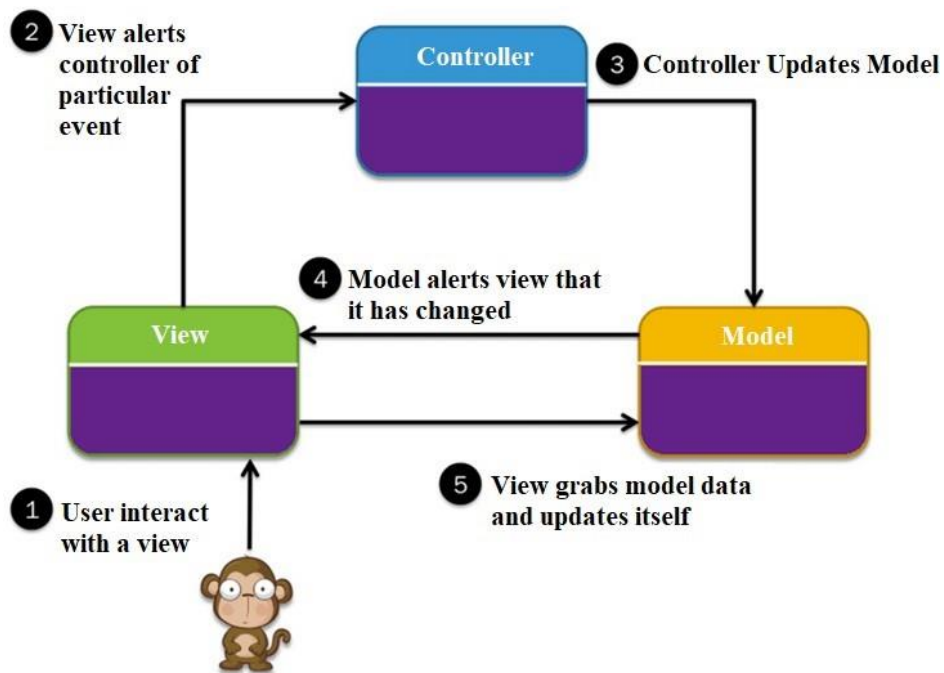 2 View alerts
controller of
particular
event
Controller
3 Controller Updates Model
4 Model alerts view that
it has changed
View
Model
5 View grabs model data
and updates itself
1 User interact
with a view